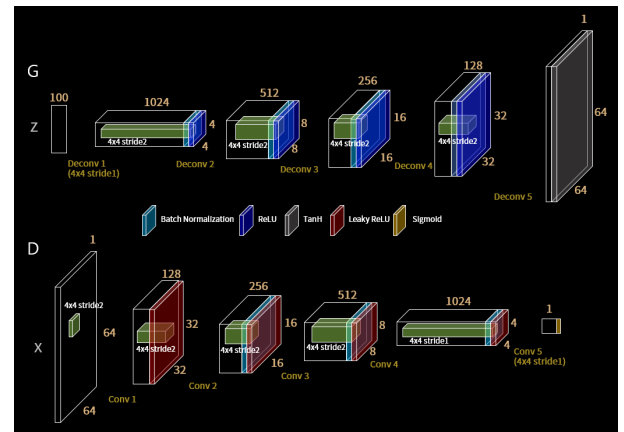 G
Z
100
1024
4
4
4x4 stride2
Deconv 1
(4x4 stride1)
Deconv 2
512
8
8
4x4 stride2
Deconv 3
256
16
16
4x4 stride2
Deconv 4
128
32
32
4x4 stride2
Deconv 5
1
64
64
Batch Normalization
ReLU
TanH
Leaky ReLU
Sigmoid
D
X
1
4x4 stride2
64
64
Conv 1
128
32
32
4x4 stride2
Conv 2
256
16
16
4x4 stride2
Conv 3
512
8
8
4x4 stride2
Conv 4
1024
4
4
4x4 stride1
Conv 5
(4x4 stride1)
1